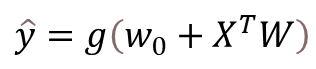 ŷ = g(w₀ + XᵀW)